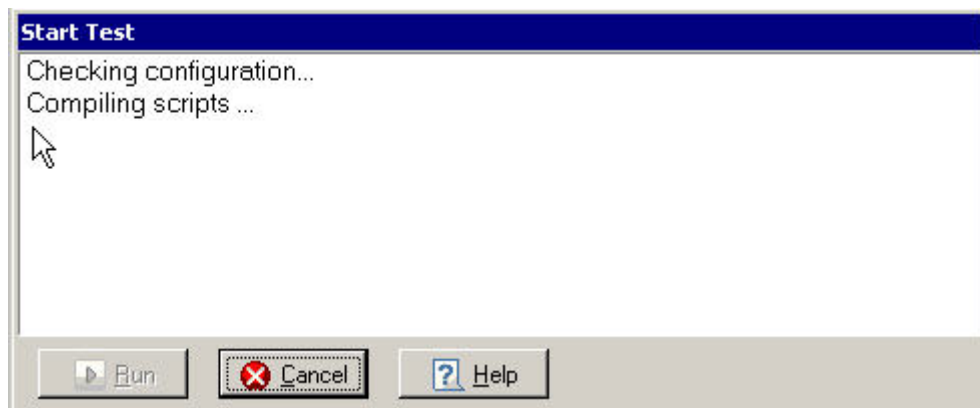 Start Test
Checking configuration...
Compiling scripts ...
Run
Cancel
Help